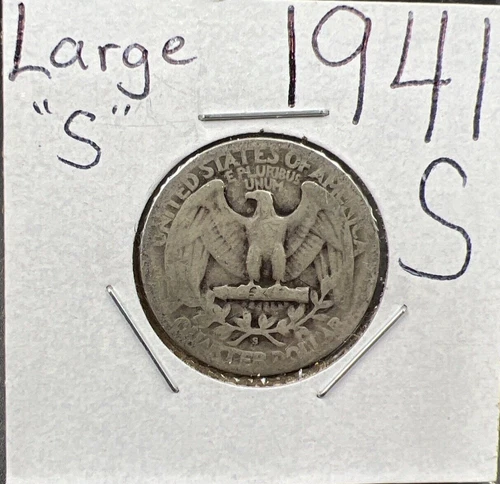 Large 1941
"S" S
UNITED STATES OF AMERICA
E PLURIBUS
UNUM
S
QUARTER DOLLAR